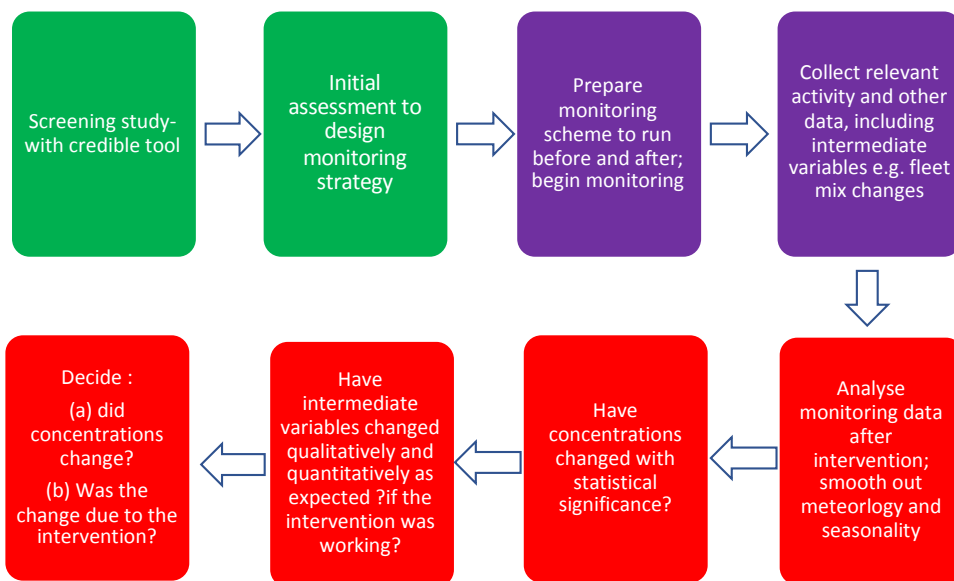 Screening study-
with credible tool
Initial
assessment to
design
monitoring
strategy
Prepare
monitoring
scheme to run
before and after;
begin monitoring
Collect relevant
activity and other
data, including
intermediate
variables e.g. fleet
mix changes
Analyse
monitoring data
after
intervention;
smooth out
meteorlogy and
seasonality
Have
concentrations
changed with
statistical
significance?
Have
intermediate
variables changed
qualitatively and
quantitatively as
expected ?if the
intervention was
working?
Decide :
(a) did
concentrations
change?
(b) Was the
change due to the
intervention?